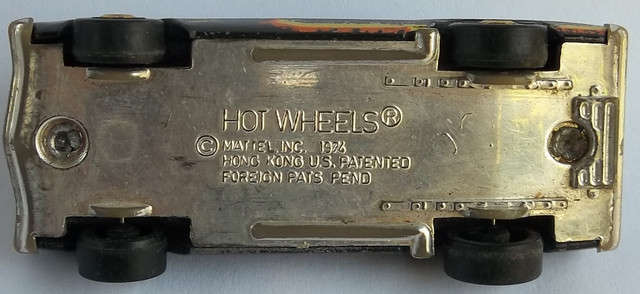 HOT WHEELS®
© MATTEL, INC. 1974
HONG KONG U.S. PATENTED
FOREIGN PATS PEND